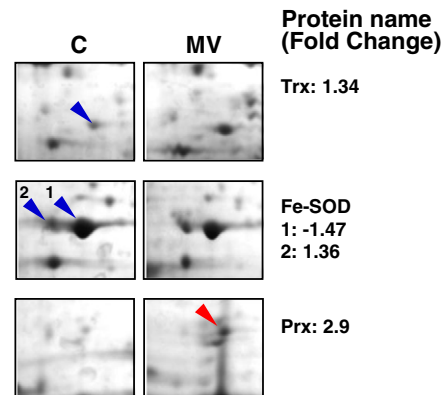 C
MV
Protein name
(Fold Change)
Trx: 1.34
2 1
Fe-SOD
1: -1.47
2: 1.36
Prx: 2.9